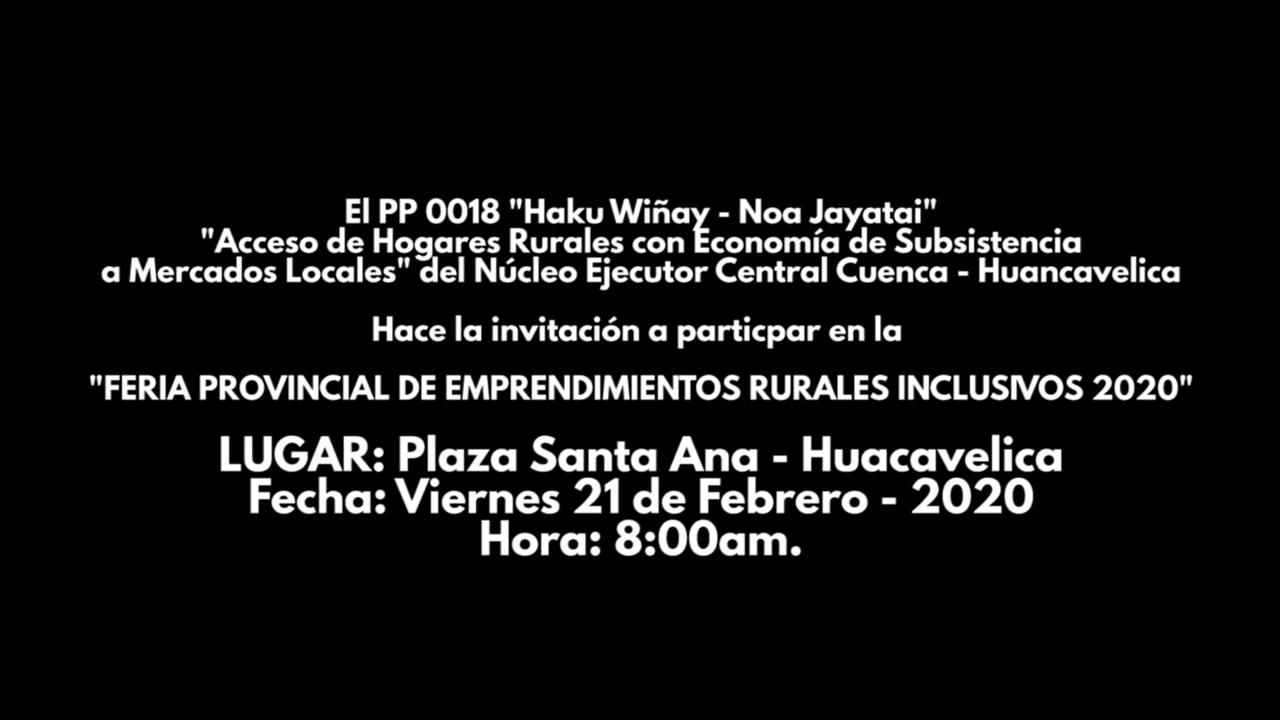 El PP 0018 "Haku Wiñay - Noa Jayatai"
"Acceso de Hogares Rurales con Economía de Subsistencia
a Mercados Locales" del Núcleo Ejecutor Central Cuenca - Huancavelica
Hace la invitación a particpar en la
"FERIA PROVINCIAL DE EMPRENDIMIENTOS RURALES INCLUSIVOS 2020"
LUGAR: Plaza Santa Ana - Huacavelica
Fecha: Viernes 21 de Febrero - 2020
Hora: 8:00am.